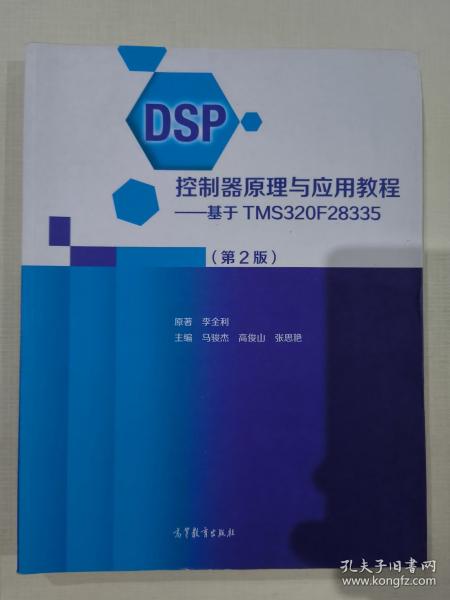 DSP
控制器原理与应用教程
——基于 TMS320F28335
（第2版）
原著 李全利
主编 马骏杰 高俊山 张思艳
高等教育出版社
孔夫子旧书网
www.kongfz.com